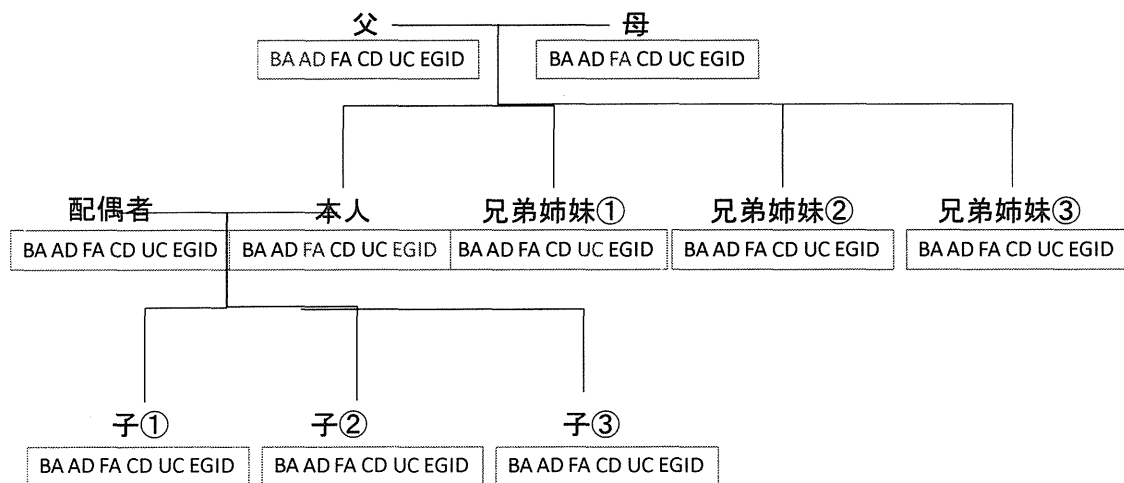 父 母
BA AD FA CD UC EGID BA AD FA CD UC EGID
配偶者 本人 兄弟姉妹① 兄弟姉妹② 兄弟姉妹③
BA AD FA CD UC EGID BA AD FA CD UC EGID BA AD FA CD UC EGID BA AD FA CD UC EGID BA AD FA CD UC EGID
子① 子② 子③
BA AD FA CD UC EGID BA AD FA CD UC EGID BA AD FA CD UC EGID